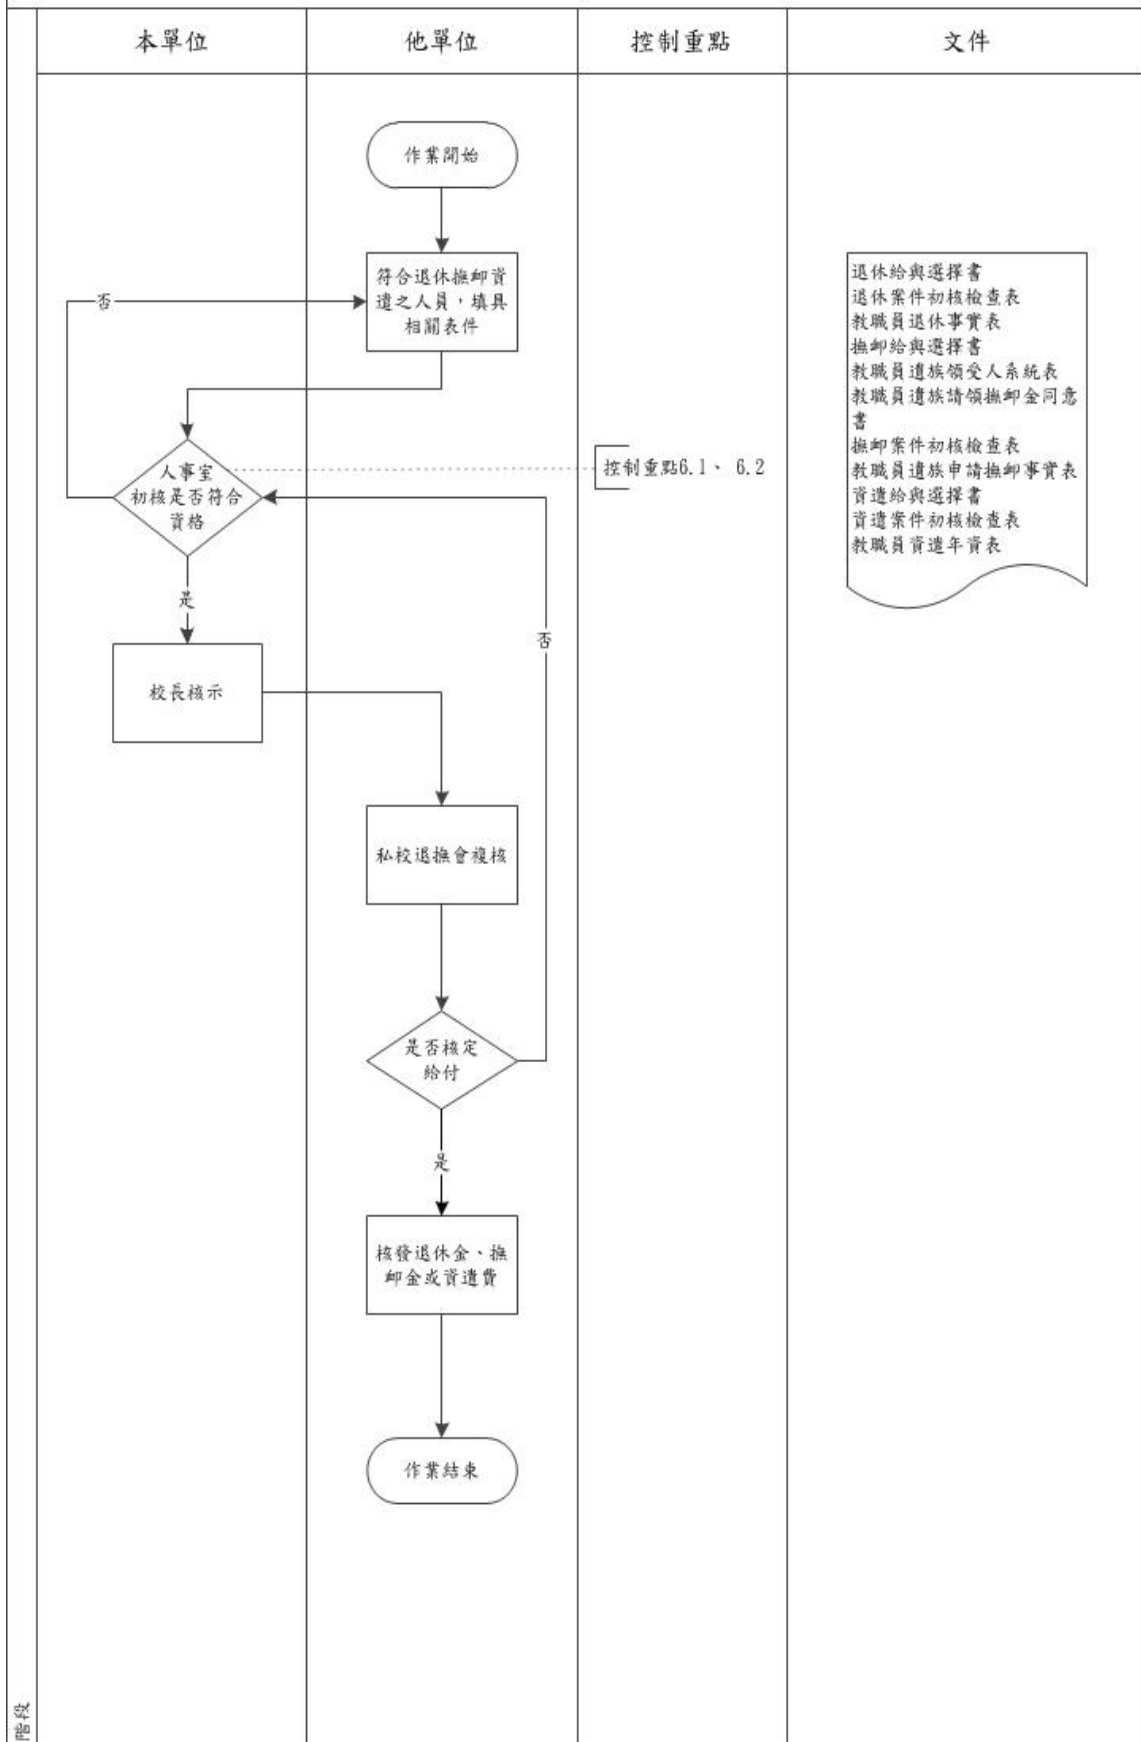 本單位
他單位
控制重點
文件
作業開始
符合退休撫卹資
遣之人員，填具
相關表件
退休給與選擇書
退休案件初核檢查表
教職員退休事實表
撫卹給與選擇書
教職員遺族領受人系統表
教職員遺族請領撫卹金同意
書
撫卹案件初核檢查表
教職員遺族申請撫卹事實表
資遣給與選擇書
資遣案件初核檢查表
教職員資遣年資表
否
人事室
初核是否符合
資格
控制重點6.1、 6.2
是
否
校長核示
私校退撫會複核
是否核定
給付
是
核發退休金、撫
卹金或資遣費
作業結束
階段